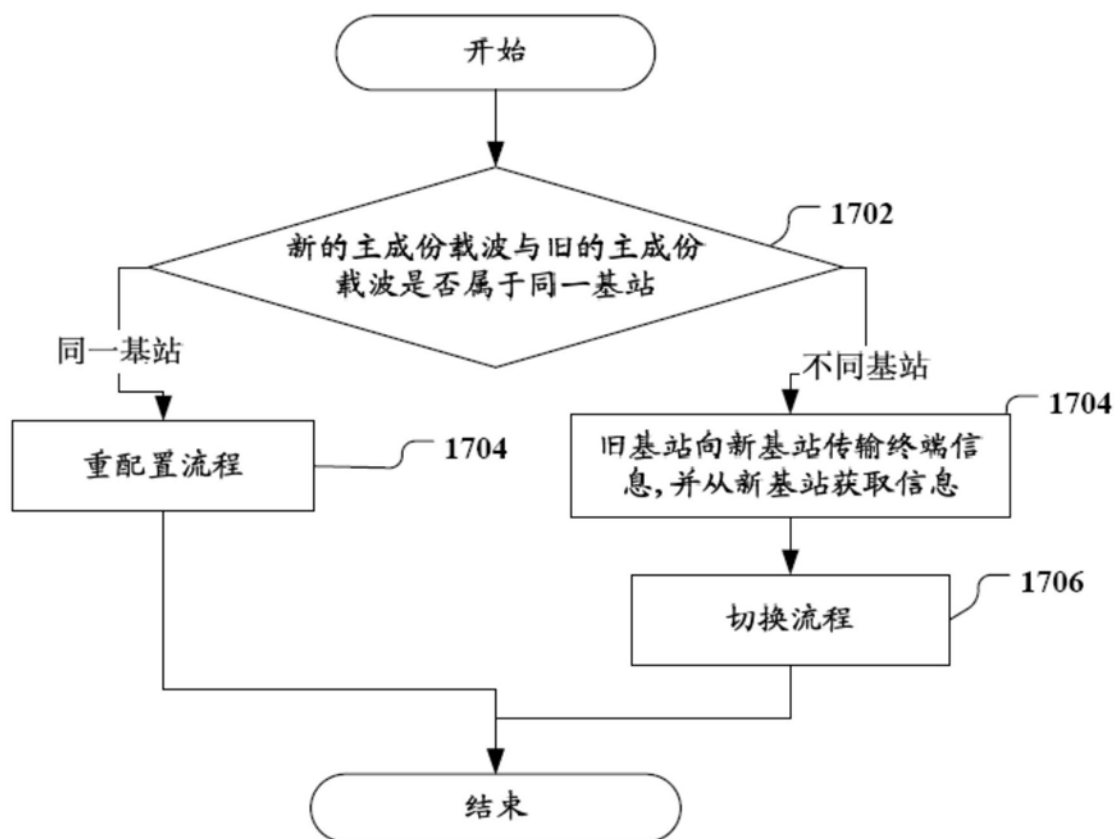 开始
1702
新的主成份载波与旧的主成份
载波是否属于同一基站
同一基站
不同基站
1704
重配置流程
1704
旧基站向新基站传输终端信
息,并从新基站获取信息
1706
切换流程
结束